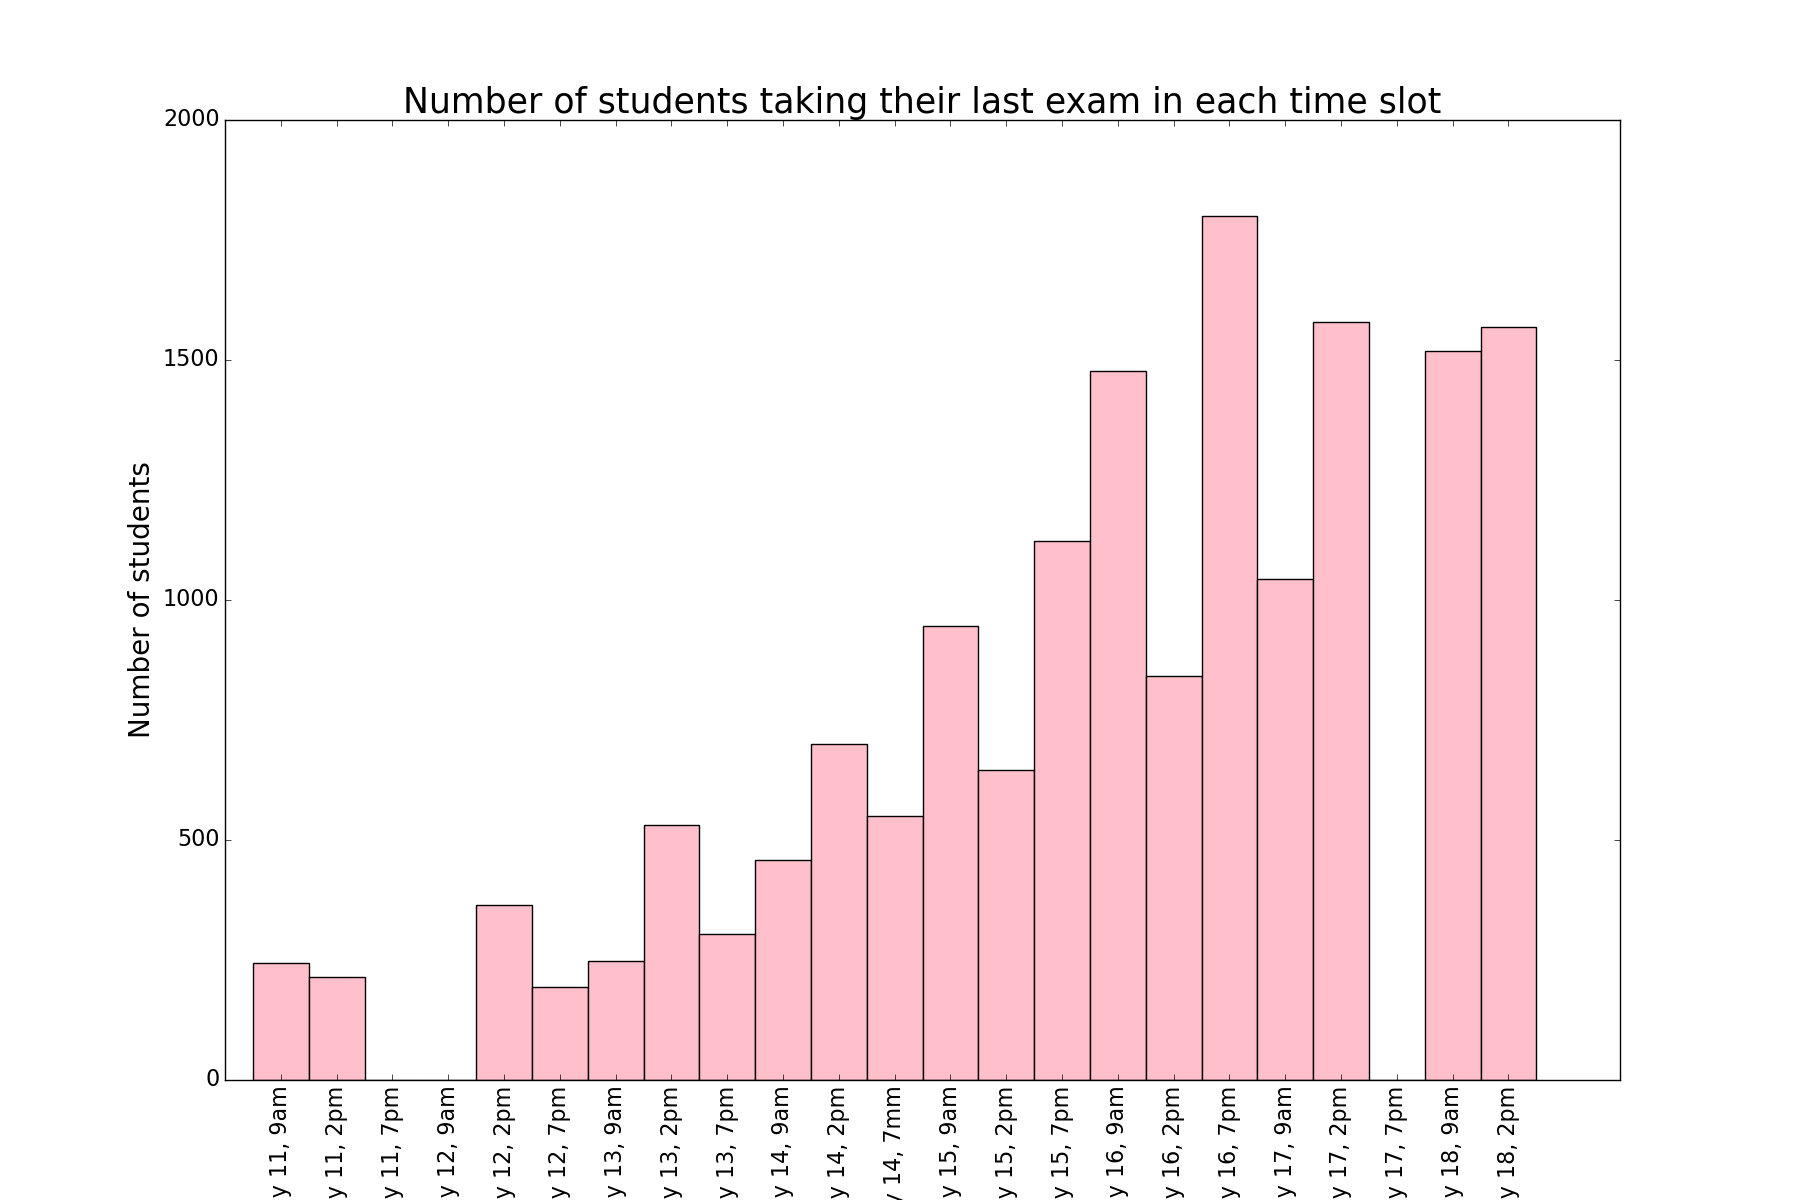 Number of students taking their last exam in each time slot
Number of students
2000
1500
1000
500
0
y 11, 9am
y 11, 2pm
y 11, 7pm
y 12, 9am
y 12, 2pm
y 12, 7pm
y 13, 9am
y 13, 2pm
y 13, 7pm
y 14, 9am
y 14, 2pm
y 14, 7mm
y 15, 9am
y 15, 2pm
y 15, 7pm
y 16, 9am
y 16, 2pm
y 16, 7pm
y 17, 9am
y 17, 2pm
y 17, 7pm
y 18, 9am
y 18, 2pm